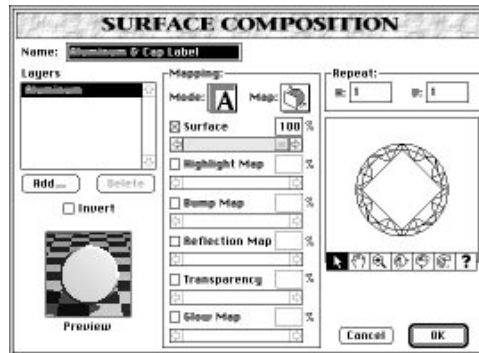 SURFACE COMPOSITION
Name: Aluminum & Cap Label
Layers
Aluminum
Add...
Delete
Invert
Preview
Mapping:
Mode: A Map:
Surface 100 %
Highlight Map %
Bump Map %
Reflection Map %
Transparency %
Glow Map %
Repeat:
1
1
?
Cancel
OK